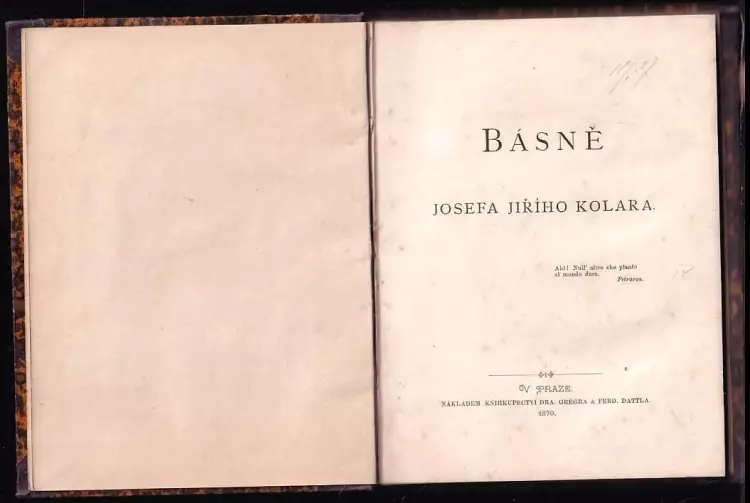 BÁSNĚ
JOSEFA JIŘÍHO KOLARA.
Ahi! Null' altro che pianto
al mondo dura.
Petrarca.
V PRAZE.
NÁKLADEM KNIHKUPECTVÍ DRA. GRÉGRA & FERD. DATTLA.
1870.